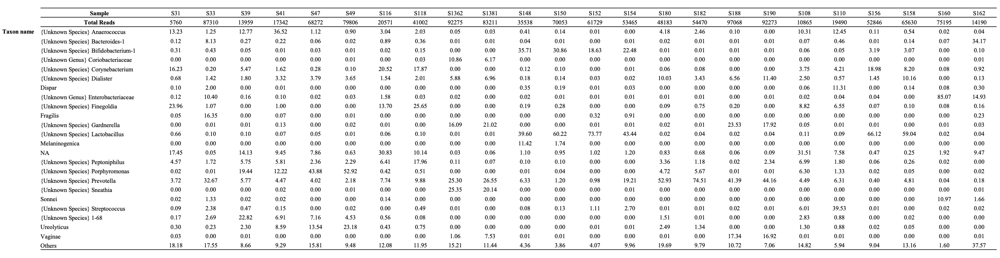 Sample S31 S33 S39 S41 S47 S49 S116 S118 S1362 S1381 S148 S150 S152 S154 S180 S182 S188 S190 S108 S110 S156 S158 S160 S162
Total Reads 5760 87310 13959 17342 68272 79806 20571 41002 92275 83211 35538 70053 61729 53465 48183 54470 97068 92273 10865 19490 52846 65630 75195 14190
Taxon name {Unknown Species} Anaerococcus 13.23 1.25 12.77 36.52 1.12 0.90 3.04 2.03 0.05 0.03 0.41 0.14 0.01 0.00 4.18 2.46 0.10 0.00 10.31 12.45 0.11 0.54 0.02 0.04
{Unknown Species} Bacteroides-1 0.12 8.13 0.27 0.22 0.06 0.02 0.89 0.36 0.01 0.01 0.04 0.01 0.00 0.01 0.02 0.01 0.01 0.01 0.07 0.46 0.01 0.14 0.07 34.17
{Unknown Species} Bifidobacterium-1 0.31 0.43 0.05 0.01 0.03 0.01 0.02 0.15 0.00 0.00 35.71 30.86 18.63 22.48 0.01 0.01 0.01 0.01 0.06 0.05 3.19 3.07 0.00 0.10
{Unknown Genus} Coriobacteriaceae 0.00 0.00 0.00 0.00 0.00 0.01 0.00 0.03 10.86 6.17 0.00 0.00 0.00 0.00 0.00 0.00 0.00 0.00 0.00 0.00 0.00 0.00 0.00 0.01
{Unknown Species} Corynebacterium 16.23 0.20 5.47 1.62 0.28 0.10 20.52 17.87 0.00 0.00 0.12 0.10 0.00 0.01 0.06 0.08 0.00 0.00 3.75 4.21 18.98 8.20 0.08 0.92
{Unknown Species} Dialister 0.68 1.42 1.80 3.32 3.79 3.65 1.54 2.01 5.88 6.96 0.18 0.14 0.03 0.02 10.03 3.43 6.56 11.40 2.50 0.57 1.45 10.16 0.00 0.13
Dispar 0.10 2.00 0.00 0.01 0.00 0.00 0.00 0.00 0.00 0.00 0.35 0.19 0.01 0.03 0.00 0.00 0.00 0.00 0.06 11.31 0.00 0.14 0.08 0.30
{Unknown Genus} Enterobacteriaceae 0.12 10.40 0.16 0.10 0.02 0.03 1.58 0.03 0.02 0.00 0.02 0.01 0.01 0.01 0.01 0.01 0.00 0.01 0.02 0.04 0.04 0.00 85.07 14.93
{Unknown Species} Finegoldia 23.96 1.07 0.00 1.00 0.00 0.00 13.70 25.65 0.00 0.00 0.19 0.28 0.00 0.00 0.09 0.75 0.20 0.00 8.82 6.55 0.07 0.10 0.08 0.16
Fragilis 0.05 16.35 0.00 0.07 0.00 0.01 0.00 0.00 0.00 0.00 0.00 0.00 0.32 0.91 0.00 0.00 0.00 0.00 0.00 0.00 0.00 0.00 0.00 0.23
{Unknown Species} Gardnerella 0.00 0.01 0.01 0.13 0.00 0.02 0.01 0.00 16.09 21.02 0.00 0.00 0.01 0.01 0.02 0.01 23.53 17.92 0.05 0.01 0.01 0.00 0.01 0.03
{Unknown Species} Lactobacillus 0.66 0.10 0.10 0.07 0.05 0.01 0.06 0.10 0.01 0.01 39.60 60.22 73.77 43.44 0.02 0.04 0.02 0.04 0.11 0.09 66.12 59.04 0.02 0.04
Melaninogenica 0.00 0.00 0.00 0.00 0.00 0.00 0.00 0.00 0.00 0.00 11.42 1.74 0.00 0.00 0.00 0.00 0.00 0.00 0.00 0.00 0.00 0.00 0.00 0.00
NA 17.45 0.05 14.13 9.45 7.86 0.63 30.83 10.14 0.03 0.06 1.10 0.95 1.02 1.20 0.83 0.68 0.06 0.09 31.51 7.58 0.47 0.25 1.92 9.47
{Unknown Species} Peptoniphilus 4.57 1.72 5.75 5.81 2.36 2.29 6.41 17.96 0.11 0.07 0.10 0.10 0.00 0.00 3.36 1.18 0.02 2.34 6.99 1.80 0.06 0.26 0.02 0.00
{Unknown Species} Porphyromonas 0.02 0.01 19.44 12.22 43.88 52.92 0.42 0.51 0.00 0.00 0.01 0.04 0.00 0.00 4.72 5.67 0.01 0.01 6.30 1.33 0.02 0.05 0.00 0.02
{Unknown Species} Prevotella 3.72 32.67 5.77 4.47 4.02 2.18 7.74 9.88 25.30 26.55 6.33 1.20 0.98 19.21 52.93 74.51 41.39 44.16 4.49 6.31 0.40 4.81 0.04 0.18
{Unknown Species} Sneathia 0.00 0.00 0.00 0.02 0.00 0.01 0.00 0.00 25.35 20.14 0.00 0.00 0.00 0.01 0.00 0.00 0.00 0.00 0.00 0.00 0.00 0.00 0.00 0.01
Sonnei 0.02 1.33 0.02 0.02 0.00 0.00 0.14 0.00 0.00 0.00 0.00 0.00 0.00 0.00 0.00 0.00 0.00 0.00 0.00 0.00 0.00 0.00 10.97 1.66
{Unknown Species} Streptococcus 0.09 2.38 0.47 0.15 0.00 0.02 0.00 0.49 0.01 0.00 0.08 0.13 1.11 2.70 0.01 0.01 0.02 0.01 6.01 39.53 0.01 0.00 0.02 0.02
{Unknown Species} 1-68 0.17 2.69 22.82 6.91 7.16 4.53 0.56 0.08 0.00 0.00 0.00 0.00 0.00 0.00 1.51 0.01 0.00 0.00 2.83 0.88 0.00 0.02 0.00 0.00
Ureolyticus 0.30 0.23 2.30 8.59 13.54 23.18 0.43 0.75 0.00 0.00 0.00 0.00 0.01 0.01 2.49 1.34 0.00 0.00 1.30 0.88 0.02 0.05 0.00 0.00
Vaginae 0.03 0.00 0.01 0.00 0.00 0.00 0.00 0.00 1.06 7.53 0.01 0.01 0.00 0.00 0.01 0.00 17.34 16.92 0.01 0.01 0.00 0.00 0.00 0.01
Others 18.18 17.55 8.66 9.29 15.81 9.48 12.08 11.95 15.21 11.44 4.36 3.86 4.07 9.96 19.69 9.79 10.72 7.06 14.82 5.94 9.04 13.16 1.60 37.57